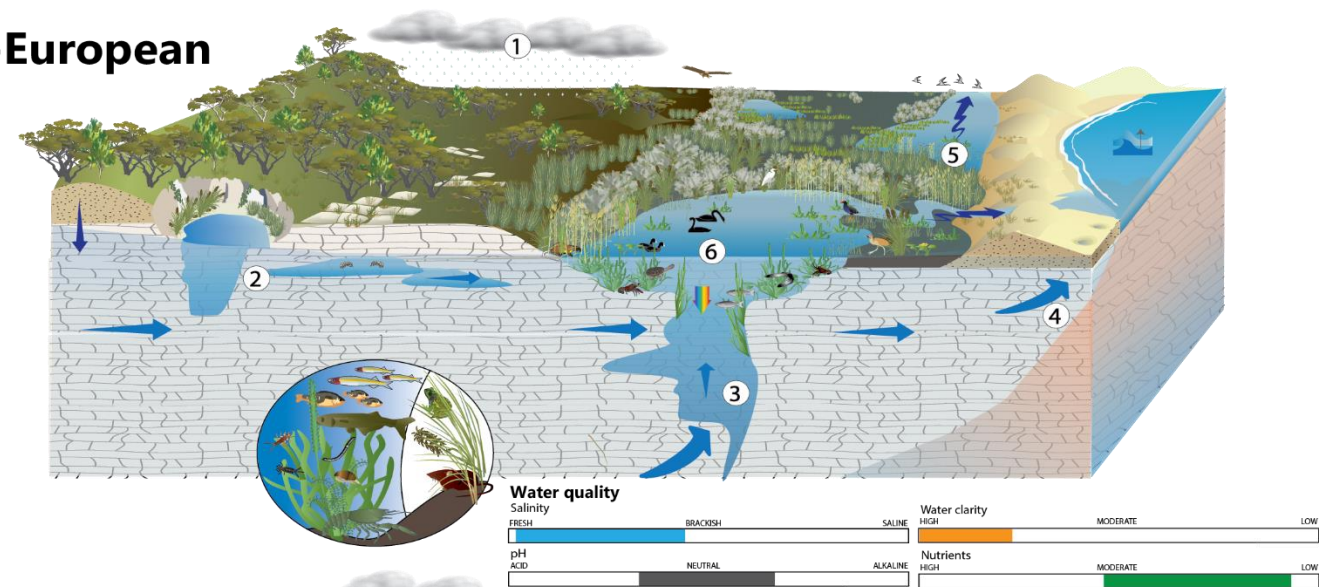 -European
1
2
3
4
5
6
Water quality
Salinity
FRESH BRACKISH SALINE
pH
ACID NEUTRAL ALKALINE
Water clarity
HIGH MODERATE LOW
Nutrients
HIGH MODERATE LOW